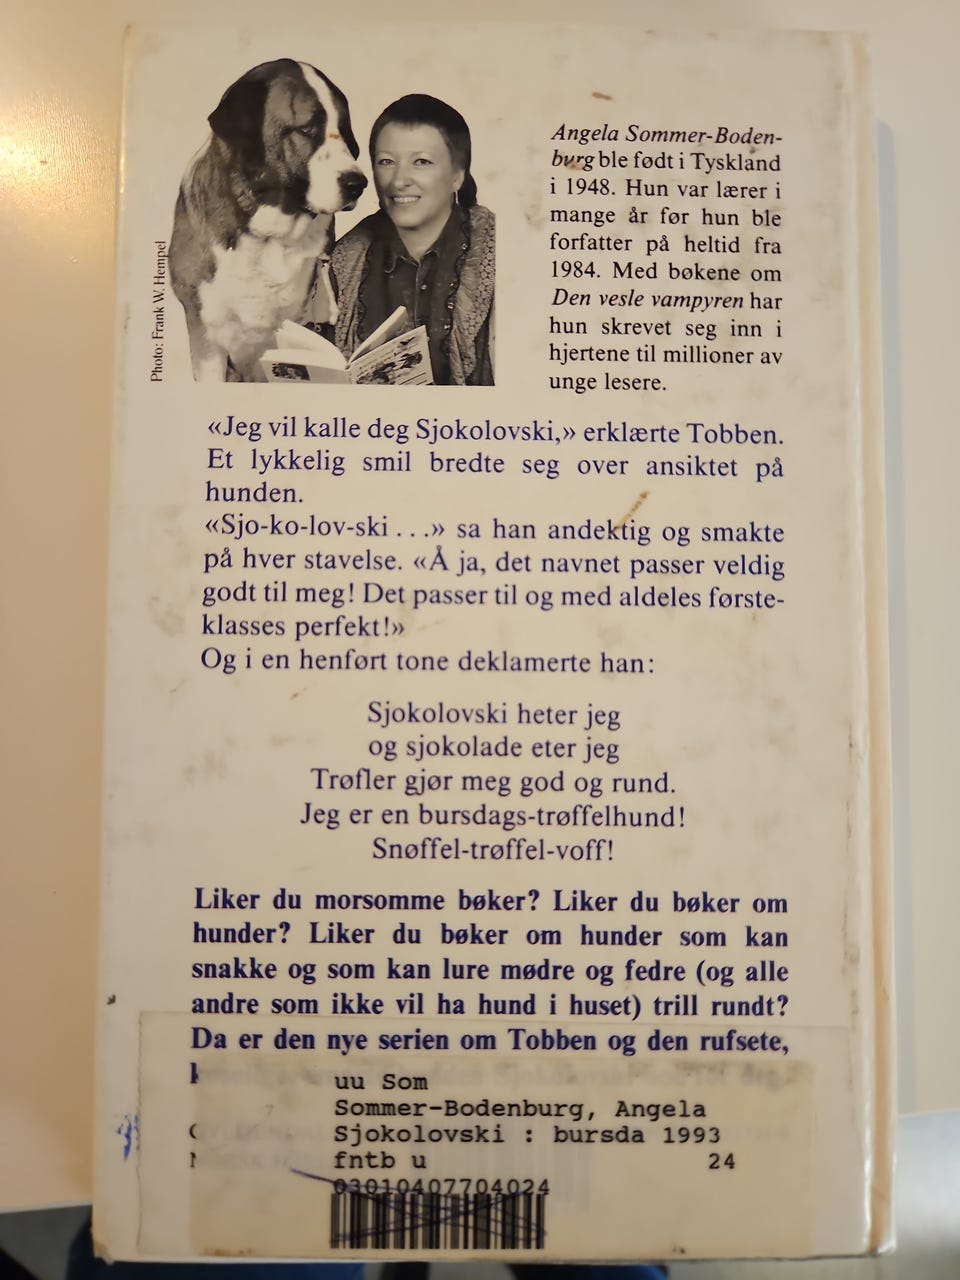 Photo: Frank W. Hempel
Angela Sommer-Boden-
burg ble født i Tyskland
i 1948. Hun var lærer i
mange år før hun ble
forfatter på heltid fra
1984. Med bøkene om
Den vesle vampyren har
hun skrevet seg inn i
hjertene til millioner av
unge lesere.
«Jeg vil kalle deg Sjokolovski,» erklærte Tobben.
Et lykkelig smil bredte seg over ansiktet på
hunden.
«Sjo-ko-lov-ski . . .» sa han andektig og smakte
på hver stavelse. «Å ja, det navnet passer veldig
godt til meg! Det passer til og med aldeles første-
klasses perfekt!»
Og i en henført tone deklamerte han:
Sjokolovski heter jeg
og sjokolade eter jeg
Trøfler gjør meg god og rund.
Jeg er en bursdags-trøffelhund!
Snøffel-trøffel-voff!
Liker du morsomme bøker? Liker du bøker om
hunder? Liker du bøker om hunder som kan
snakke og som kan lure mødre og fedre (og alle
andre som ikke vil ha hund i huset) trill rundt?
Da er den nye serien om Tobben og den rufsete,
uu Som
Sommer-Bodenburg, Angela
Sjokolovski : bursda 1993
fntb u 24
03010407704024